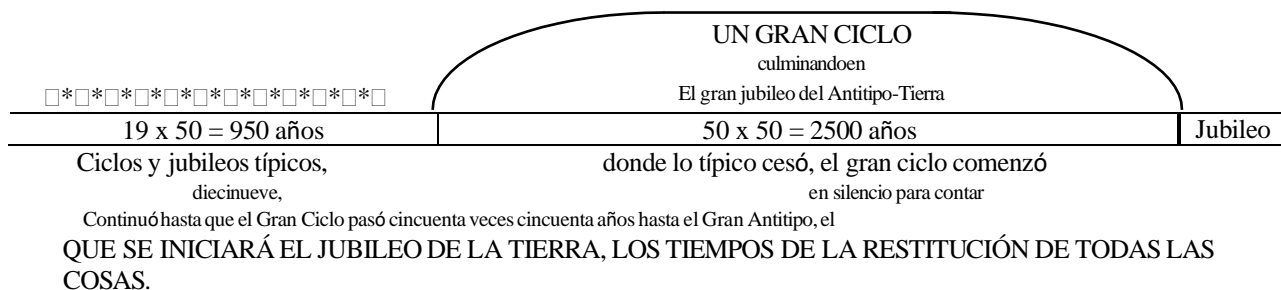 UN GRAN CICLO
culminandoen
□*□*□*□*□*□*□*□*□*□
El gran jubileo del Antitipo-Tierra
19 x 50 = 950 años
50 x 50 = 2500 años
Jubileo
Ciclos y jubileos típicos,
donde lo típico cesó, el gran ciclo comenzó
diecinueve,
en silencio para contar
Continuó hasta que el Gran Ciclo pasó cincuenta veces cincuenta años hasta el Gran Antitipo, el
QUE SE INICIARÁ EL JUBILEO DE LA TIERRA, LOS TIEMPOS DE LA RESTITUCIÓN DE TODAS LAS
COSAS.